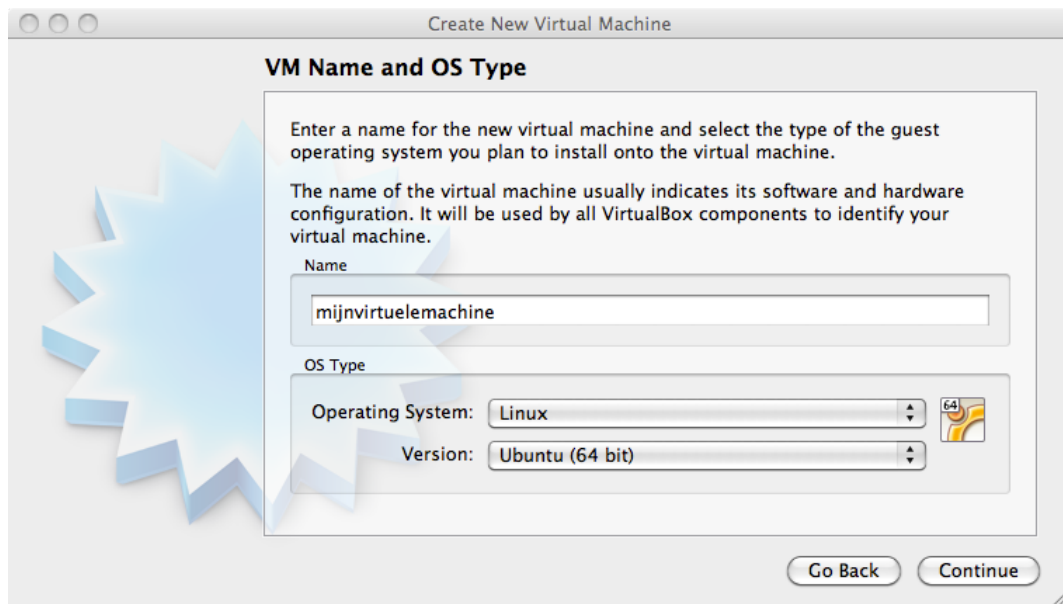 Create New Virtual Machine
VM Name and OS Type
Enter a name for the new virtual machine and select the type of the guest
operating system you plan to install onto the virtual machine.
The name of the virtual machine usually indicates its software and hardware
configuration. It will be used by all VirtualBox components to identify your
virtual machine.
Name
mijnvirtuelemachine
OS Type
Operating System: Linux
64
Version: Ubuntu (64 bit)
Go Back Continue